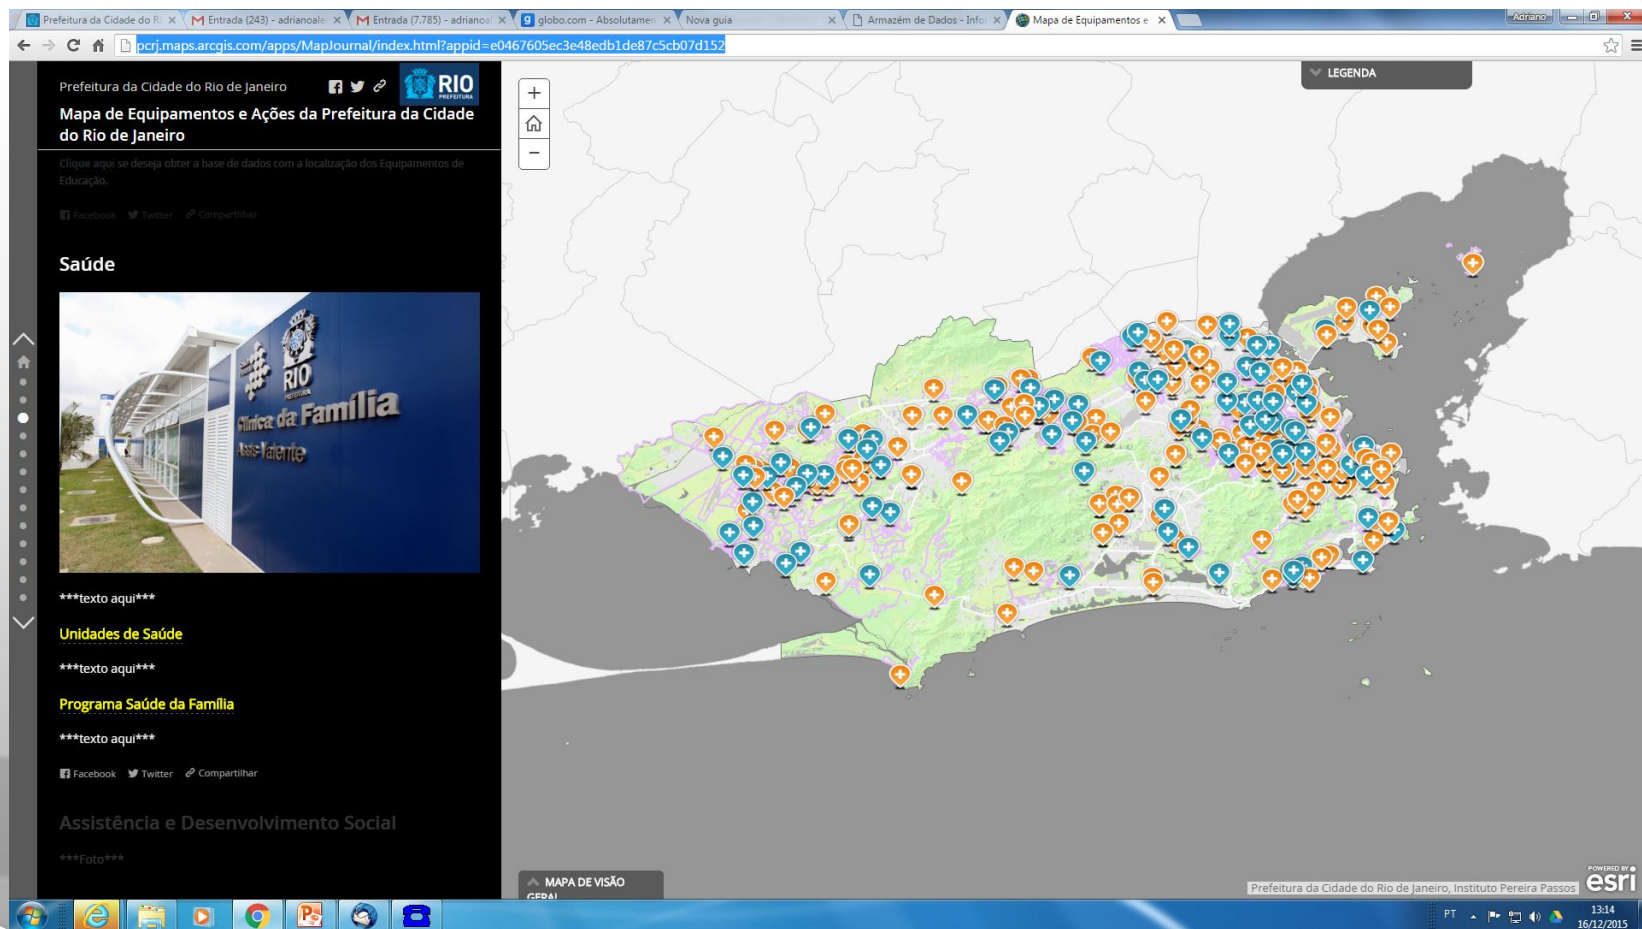 Prefeitura da Cidade do Ri
Entrada (243) - adrianoale
Entrada (7.785) - adrianoal
globo.com - Absolutamen
Nova guia
Armazém de Dados - Info
Mapa de Equipamentos e
Adriano
pcrj.maps.arcgis.com/apps/MapJournal/index.html?appid=e0467605ec3e48edb1de87c5cb07d152
Prefeitura da Cidade do Rio de Janeiro
RIO
PREFEITURA
Mapa de Equipamentos e Ações da Prefeitura da Cidade
do Rio de Janeiro
Clique aqui se deseja obter a base de dados com a localização dos Equipamentos de
Educação.
Facebook Twitter Compartilhar
Saúde
RIO
PREFEITURA
Clínica da Família
Assis Valente
***texto aqui***
Unidades de Saúde
***texto aqui***
Programa Saúde da Família
***texto aqui***
Facebook Twitter Compartilhar
Assistência e Desenvolvimento Social
***Foto***
LEGENDA
MAPA DE VISÃO
GERAL
Prefeitura da Cidade do Rio de Janeiro, Instituto Pereira Passos
POWERED BY
esri
PT
13:14
16/12/2015